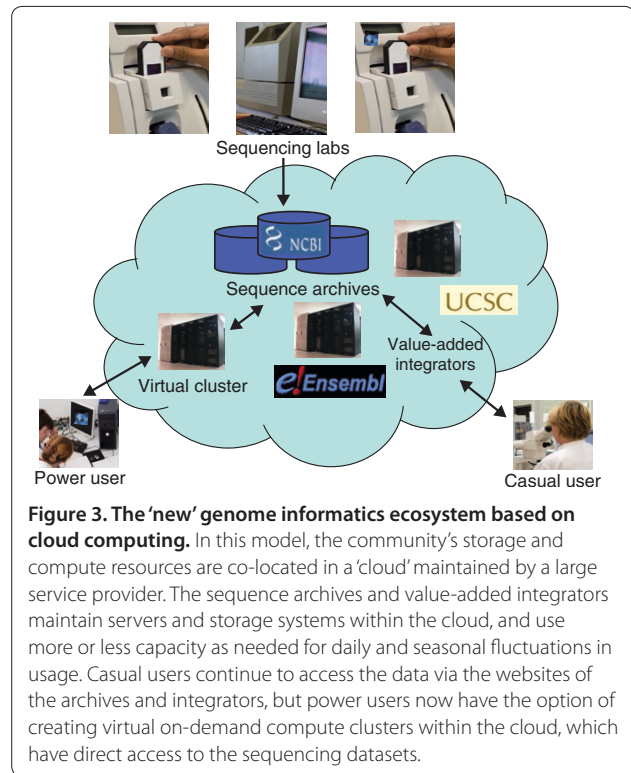 Sequencing labs
NCBI
Sequence archives
UCSC
Value-added
integrators
Virtual cluster
e!Ensembl
Power user
Casual user
Figure 3. The ‘new’ genome informatics ecosystem based on
cloud computing. In this model, the community’s storage and
compute resources are co-located in a ‘cloud’ maintained by a large
service provider. The sequence archives and value-added integrators
maintain servers and storage systems within the cloud, and use
more or less capacity as needed for daily and seasonal fluctuations in
usage. Casual users continue to access the data via the websites of
the archives and integrators, but power users now have the option of
creating virtual on-demand compute clusters within the cloud, which
have direct access to the sequencing datasets.